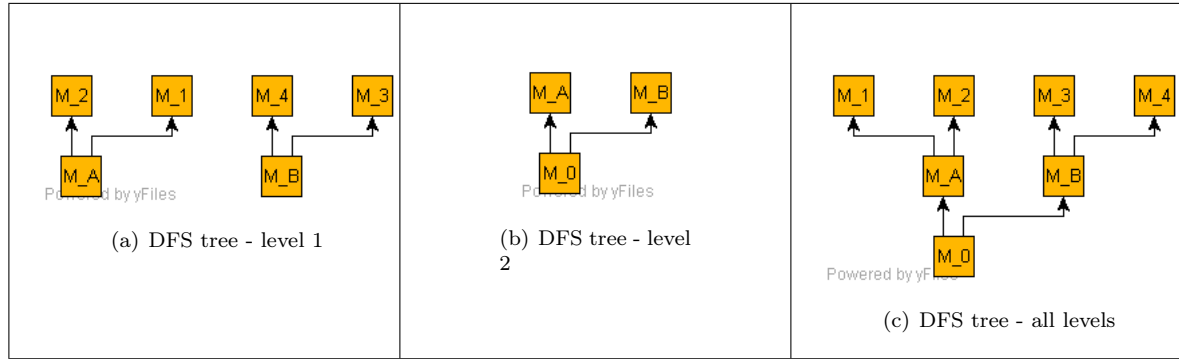 M_2 M_1 M_4 M_3
M_A M_B
Powered by yFiles
(a) DFS tree - level 1
M_A M_B
M_0
Powered by yFiles
(b) DFS tree - level
2
M_1 M_2 M_3 M_4
M_A M_B
M_0
Powered by yFiles
(c) DFS tree - all levels